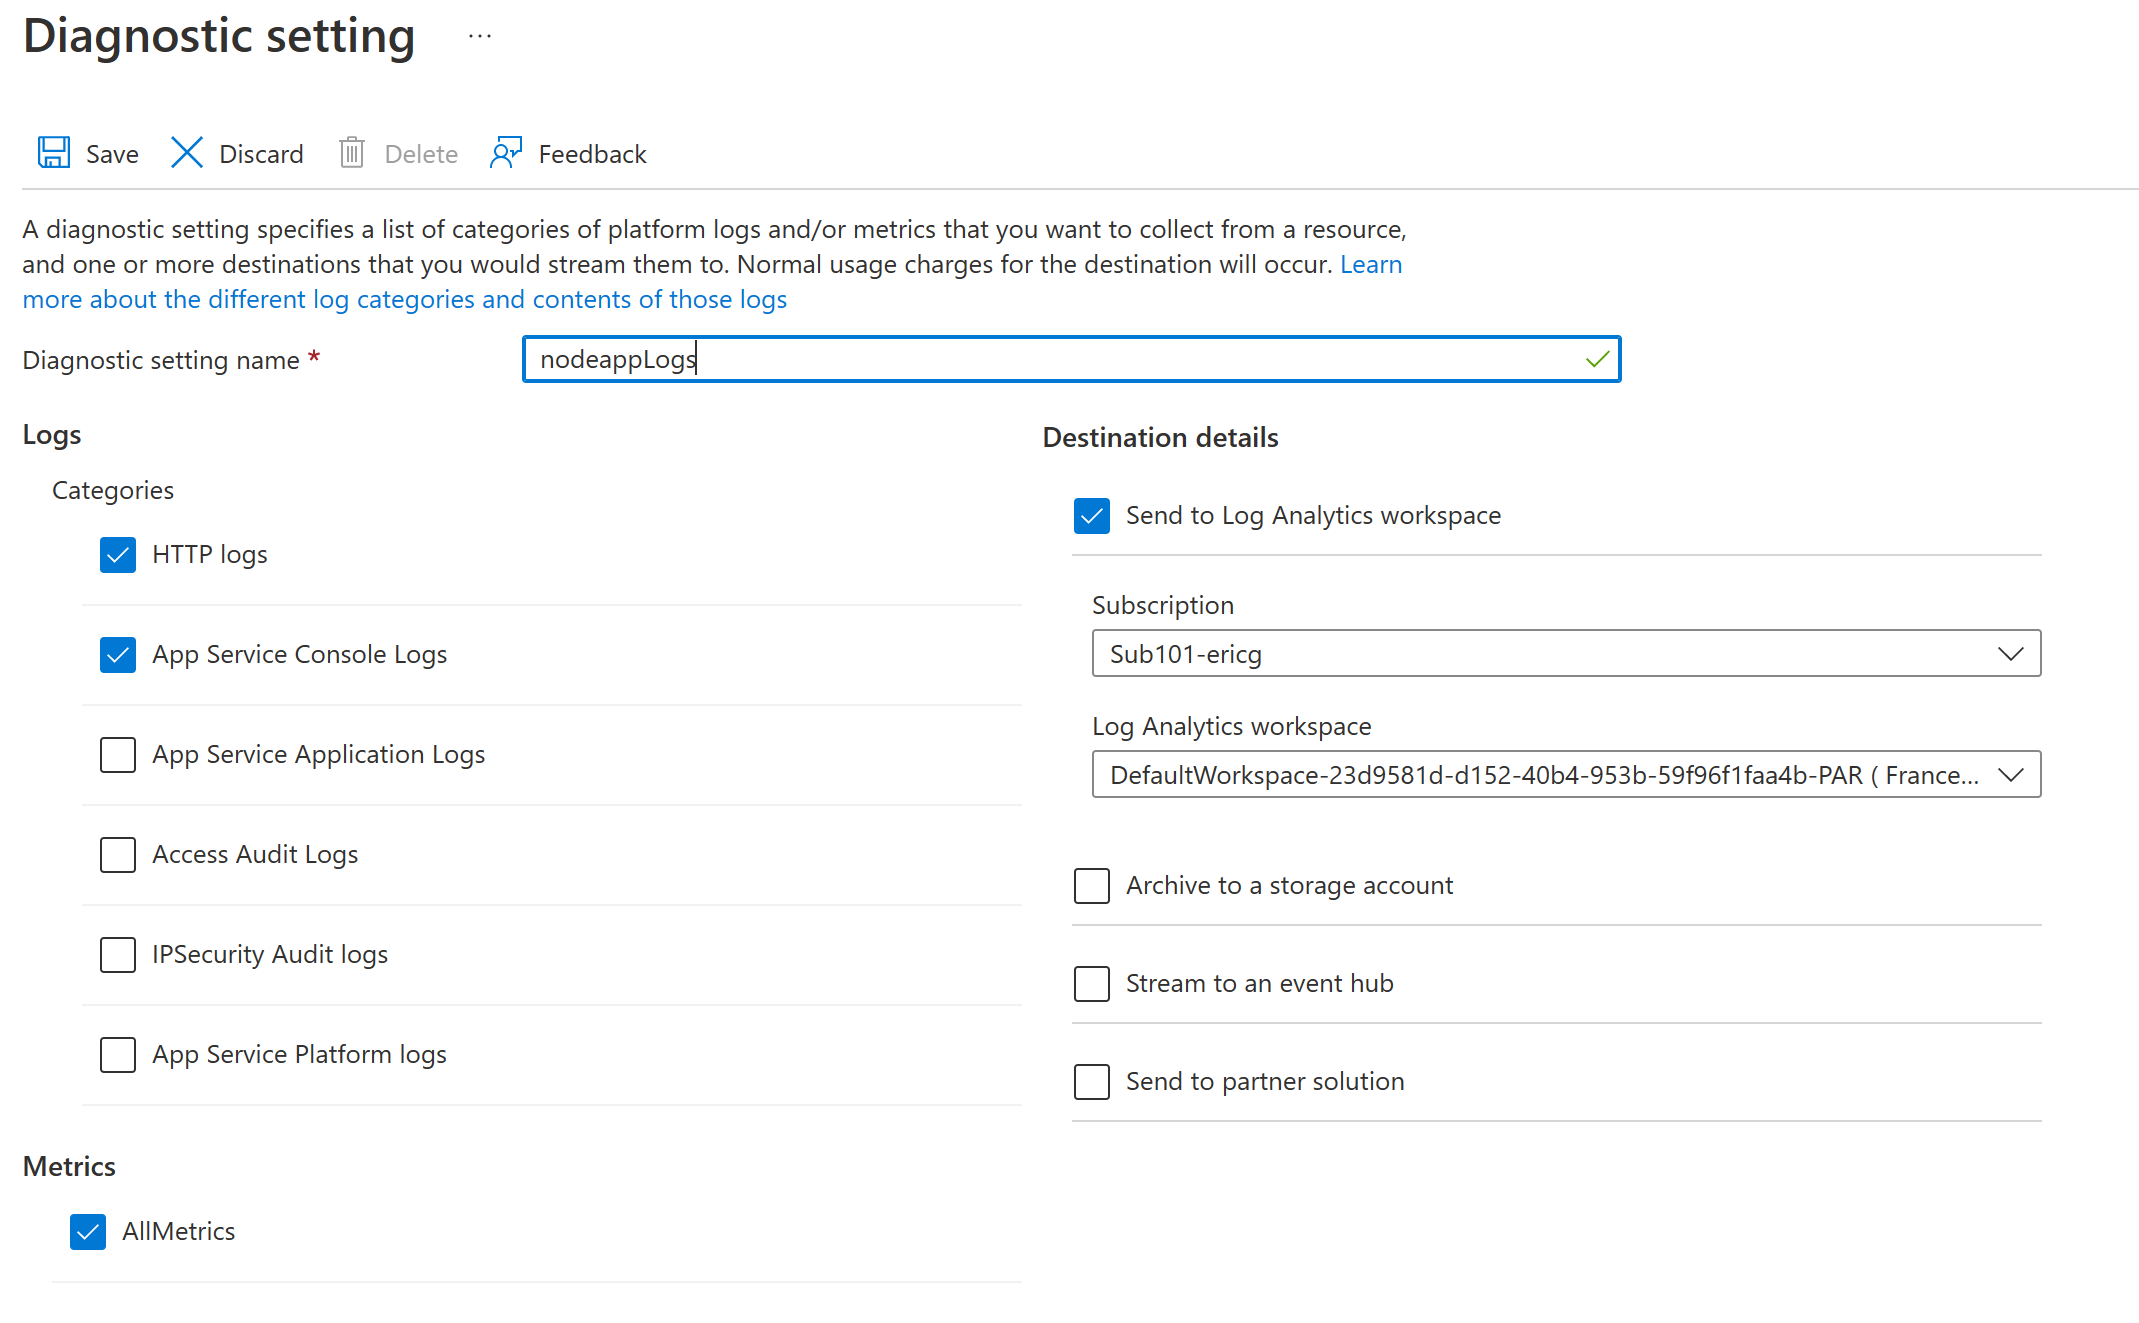 Diagnostic setting ...
Save Discard Delete Feedback
A diagnostic setting specifies a list of categories of platform logs and/or metrics that you want to collect from a resource,
and one or more destinations that you would stream them to. Normal usage charges for the destination will occur. Learn
more about the different log categories and contents of those logs
Diagnostic setting name *
nodeappLogs
Logs
Categories
HTTP logs
App Service Console Logs
App Service Application Logs
Access Audit Logs
IPSecurity Audit logs
App Service Platform logs
Metrics
AllMetrics
Destination details
Send to Log Analytics workspace
Subscription
Sub101-ericg
Log Analytics workspace
DefaultWorkspace-23d9581d-d152-40b4-953b-59f96f1faa4b-PAR ( France...
Archive to a storage account
Stream to an event hub
Send to partner solution